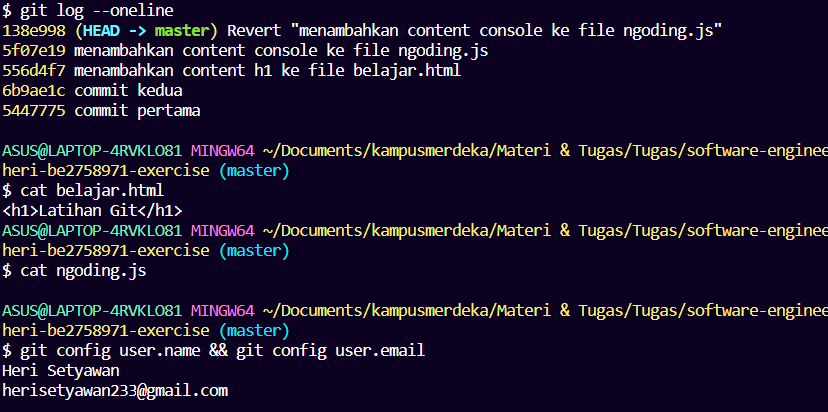 $ git log --oneline
138e998 (HEAD -> master) Revert "menambahkan content console ke file ngoding.js"
5f07e19 menambahkan content console ke file ngoding.js
556d4f7 menambahkan content h1 ke file belajar.html
6b9ae1c commit kedua
5447775 commit pertama
ASUS@LAPTOP-4RVKLO81 MINGW64 ~/Documents/kampusmerdeka/Materi & Tugas/Tugas/software-enginee
heri-be2758971-exercise (master)
$ cat belajar.html
<h1>Latihan Git</h1>
ASUS@LAPTOP-4RVKLO81 MINGW64 ~/Documents/kampusmerdeka/Materi & Tugas/Tugas/software-enginee
heri-be2758971-exercise (master)
$ cat ngoding.js
ASUS@LAPTOP-4RVKLO81 MINGW64 ~/Documents/kampusmerdeka/Materi & Tugas/Tugas/software-enginee
heri-be2758971-exercise (master)
$ git config user.name && git config user.email
Heri Setyawan
herisetyawan233@gmail.com